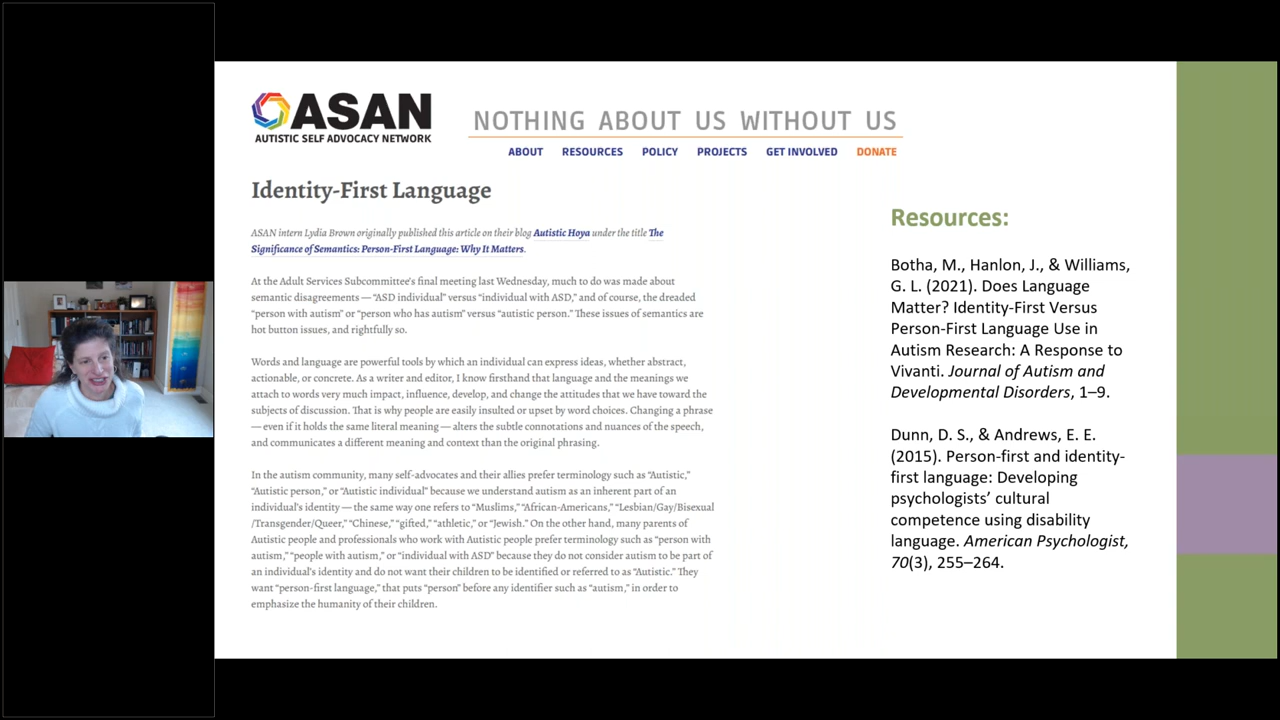 ASAN
AUTISTIC SELF ADVOCACY NETWORK
NOTHING ABOUT US WITHOUT US
ABOUT RESOURCES POLICY PROJECTS GET INVOLVED DONATE
Identity-First Language
ASAN intern Lydia Brown originally published this article on their blog Autistic Hoya under the title The
Significance of Semantics: Person-First Language: Why It Matters.
At the Adult Services Subcommittee's final meeting last Wednesday, much to do was made about
semantic disagreements — “ASD individual” versus “individual with ASD,” and of course, the dreaded
“person with autism” or “person who has autism” versus “autistic person.” These issues of semantics are
hot button issues, and rightfully so.
Words and language are powerful tools by which an individual can express ideas, whether abstract,
actionable, or concrete. As a writer and editor, I know firsthand that language and the meanings we
attach to words very much impact, influence, develop, and change the attitudes that we have toward the
subjects of discussion. That is why people are easily insulted or upset by word choices. Changing a phrase
— even if it holds the same literal meaning — alters the subtle connotations and nuances of the speech,
and communicates a different meaning and context than the original phrasing.
In the autism community, many self-advocates and their allies prefer terminology such as “Autistic,”
“Autistic person,” or “Autistic individual” because we understand autism as an inherent part of an
individual's identity — the same way one refers to “Muslims,” “African-Americans,” “Lesbian/Gay/Bisexual
/Transgender/Queer,” “Chinese,” “gifted,” “athletic,” or “Jewish.” On the other hand, many parents of
Autistic people and professionals who work with Autistic people prefer terminology such as “person with
autism,” “people with autism,” or “individual with ASD” because they do not consider autism to be part of
an individual's identity and do not want their children to be identified or referred to as “Autistic.” They
want “person-first language,” that puts “person” before any identifier such as “autism,” in order to
emphasize the humanity of their children.
Resources:
Botha, M., Hanlon, J., & Williams,
G. L. (2021). Does Language
Matter? Identity-First Versus
Person-First Language Use in
Autism Research: A Response to
Vivanti. Journal of Autism and
Developmental Disorders, 1–9.
Dunn, D. S., & Andrews, E. E.
(2015). Person-first and identity-
first language: Developing
psychologists’ cultural
competence using disability
language. American Psychologist,
70(3), 255–264.